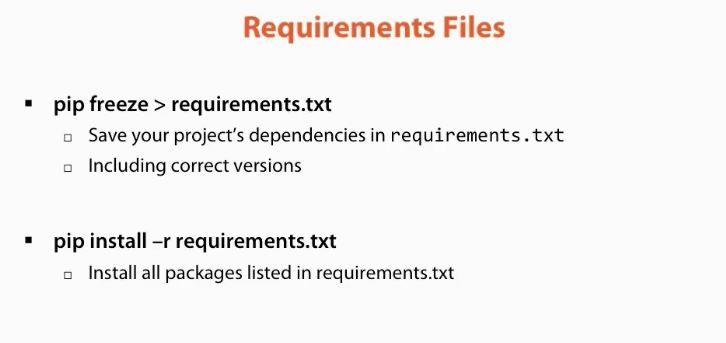 Requirements Files
▪ pip freeze > requirements.txt
▫ Save your project’s dependencies in requirements.txt
▫ Including correct versions
▪ pip install –r requirements.txt
▫ Install all packages listed in requirements.txt